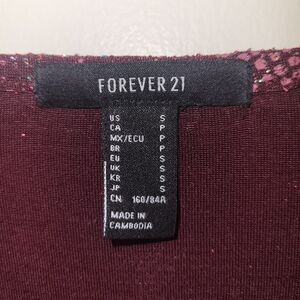 FOREVER 21
US S
CA P
MX/ECU P
BR P
EU S
UK S
KR S
JP S
CN 160/84A
MADE IN
CAMBODIA